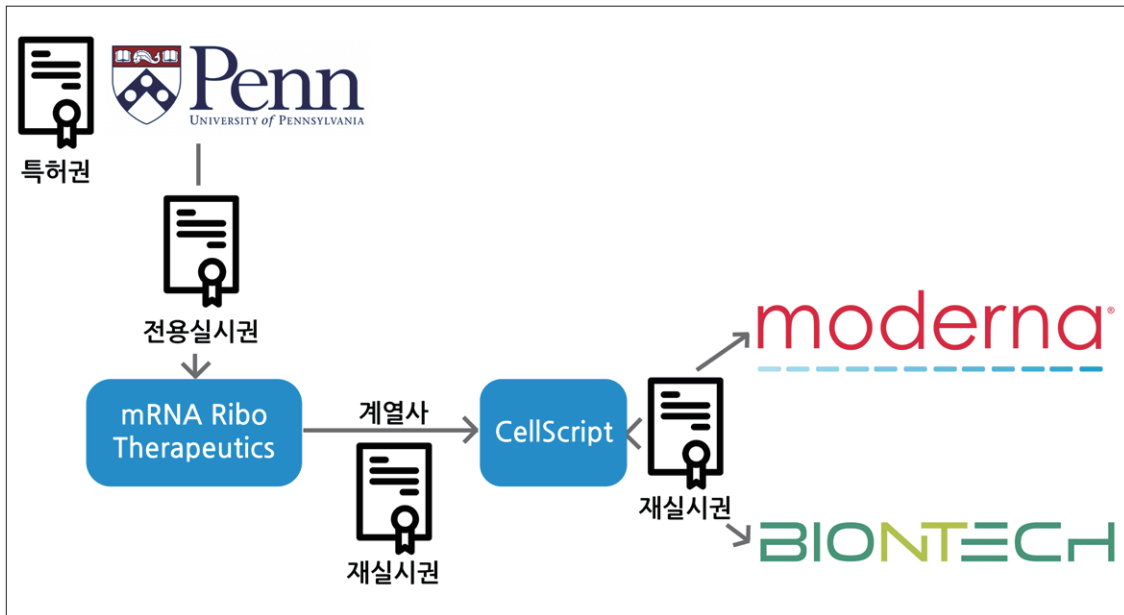 Penn
UNIVERSITY of PENNSYLVANIA
특허권
전용실시권
mRNA Ribo
Therapeutics
계열사
재실시권
CellScript
재실시권
moderna®
BIONTECH